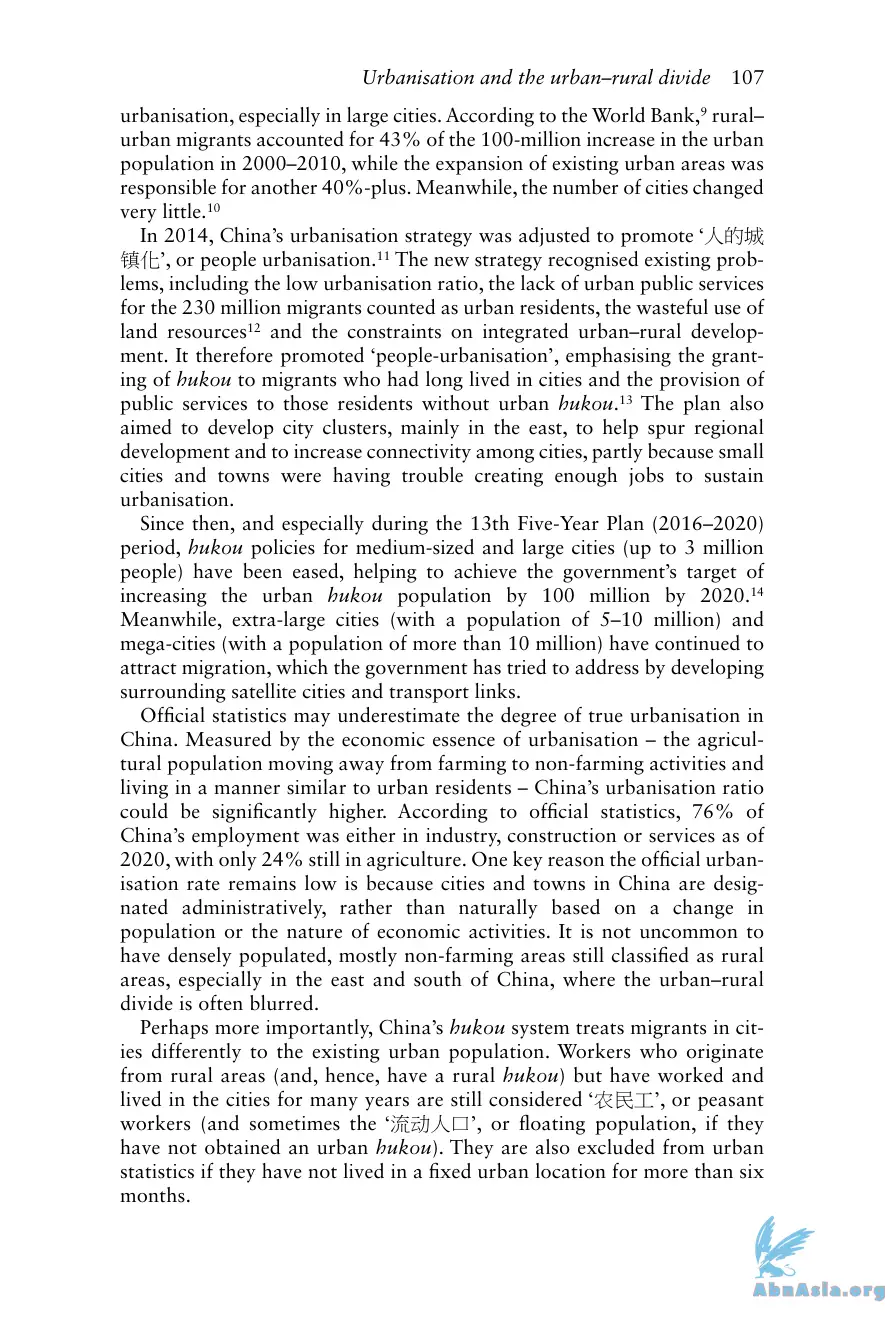 Urbanisation and the urban–rural divide 107
urbanisation, especially in large cities. According to the World Bank,⁹ rural–
urban migrants accounted for 43% of the 100-million increase in the urban
population in 2000–2010, while the expansion of existing urban areas was
responsible for another 40%-plus. Meanwhile, the number of cities changed
very little.¹⁰
In 2014, China’s urbanisation strategy was adjusted to promote ‘人的城
镇化’, or people urbanisation.¹¹ The new strategy recognised existing prob-
lems, including the low urbanisation ratio, the lack of urban public services
for the 230 million migrants counted as urban residents, the wasteful use of
land resources¹² and the constraints on integrated urban–rural develop-
ment. It therefore promoted ‘people-urbanisation’, emphasising the grant-
ing of hukou to migrants who had long lived in cities and the provision of
public services to those residents without urban hukou.¹³ The plan also
aimed to develop city clusters, mainly in the east, to help spur regional
development and to increase connectivity among cities, partly because small
cities and towns were having trouble creating enough jobs to sustain
urbanisation.
Since then, and especially during the 13th Five-Year Plan (2016–2020)
period, hukou policies for medium-sized and large cities (up to 3 million
people) have been eased, helping to achieve the government’s target of
increasing the urban hukou population by 100 million by 2020.¹⁴
Meanwhile, extra-large cities (with a population of 5–10 million) and
mega-cities (with a population of more than 10 million) have continued to
attract migration, which the government has tried to address by developing
surrounding satellite cities and transport links.
Official statistics may underestimate the degree of true urbanisation in
China. Measured by the economic essence of urbanisation – the agricul-
tural population moving away from farming to non-farming activities and
living in a manner similar to urban residents – China’s urbanisation ratio
could be significantly higher. According to official statistics, 76% of
China’s employment was either in industry, construction or services as of
2020, with only 24% still in agriculture. One key reason the official urban-
isation rate remains low is because cities and towns in China are desig-
nated administratively, rather than naturally based on a change in
population or the nature of economic activities. It is not uncommon to
have densely populated, mostly non-farming areas still classified as rural
areas, especially in the east and south of China, where the urban–rural
divide is often blurred.
Perhaps more importantly, China’s hukou system treats migrants in cit-
ies differently to the existing urban population. Workers who originate
from rural areas (and, hence, have a rural hukou) but have worked and
lived in the cities for many years are still considered ‘农民工’, or peasant
workers (and sometimes the ‘流动人口’, or floating population, if they
have not obtained an urban hukou). They are also excluded from urban
statistics if they have not lived in a fixed urban location for more than six
months.
AbnAsia.org